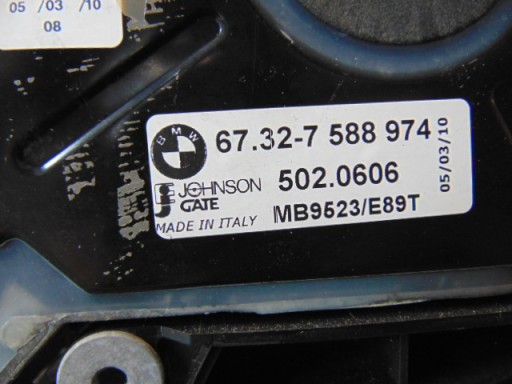 05 /03 /10
08
BMW
67.32-7 588 974
JOHNSON
GATE
502.0606
MADE IN ITALY
MB9523/E89T
05/03/10